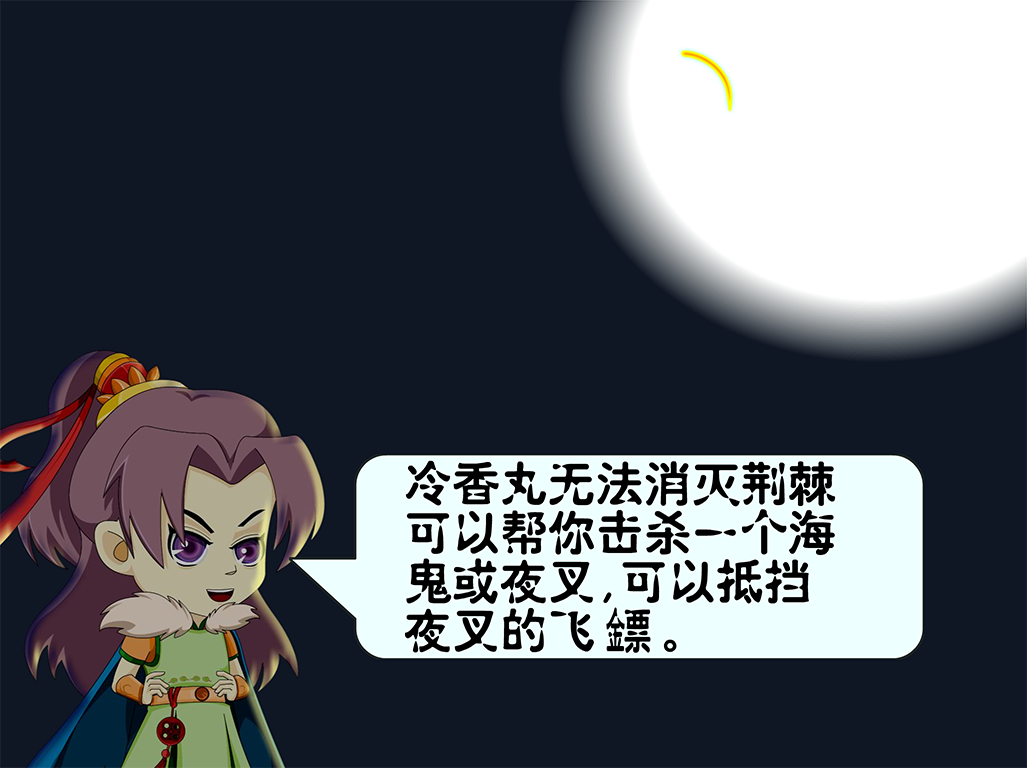 冷香丸无法消灭荆棘
可以帮你击杀一个海
鬼或夜叉,可以抵挡
夜叉的飞鏢。